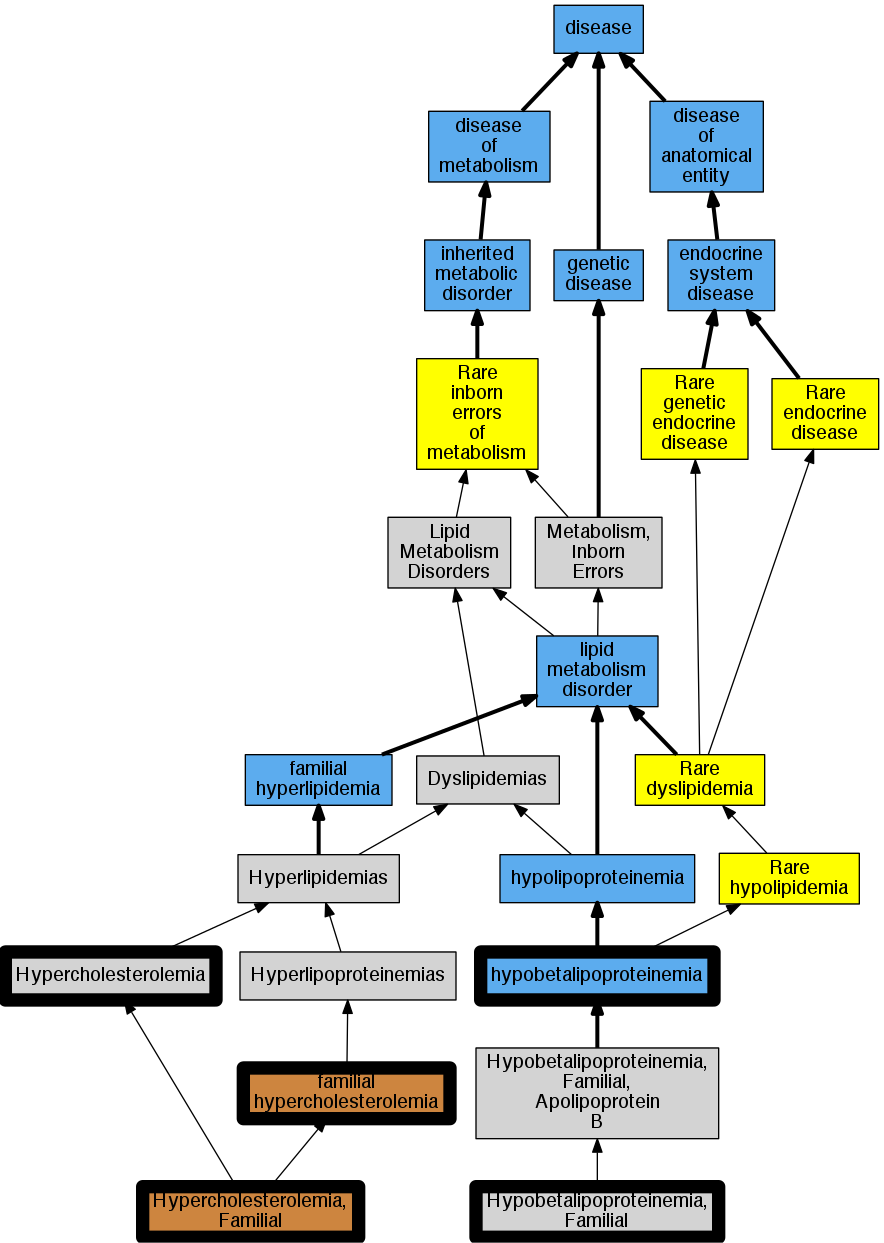 disease
disease
of
metabolism
disease
of
anatomical
entity
inherited
metabolic
disorder
genetic
disease
endocrine
system
disease
Rare
inborn
errors
of
metabolism
Rare
genetic
endocrine
disease
Rare
endocrine
disease
Lipid
Metabolism
Disorders
Metabolism,
Inborn
Errors
lipid
metabolism
disorder
familial
hyperlipidemia
Dyslipidemias
Rare
dyslipidemia
Hyperlipidemias
hypolipoproteinemia
Rare
hypolipidemia
Hypercholesterolemia
Hyperlipoproteinemias
hypobetalipoproteinemia
familial
hypercholesterolemia
Hypobetalipoproteinemia,
Familial,
Apolipoprotein
B
Hypercholesterolemia,
Familial
Hypobetalipoproteinemia,
Familial